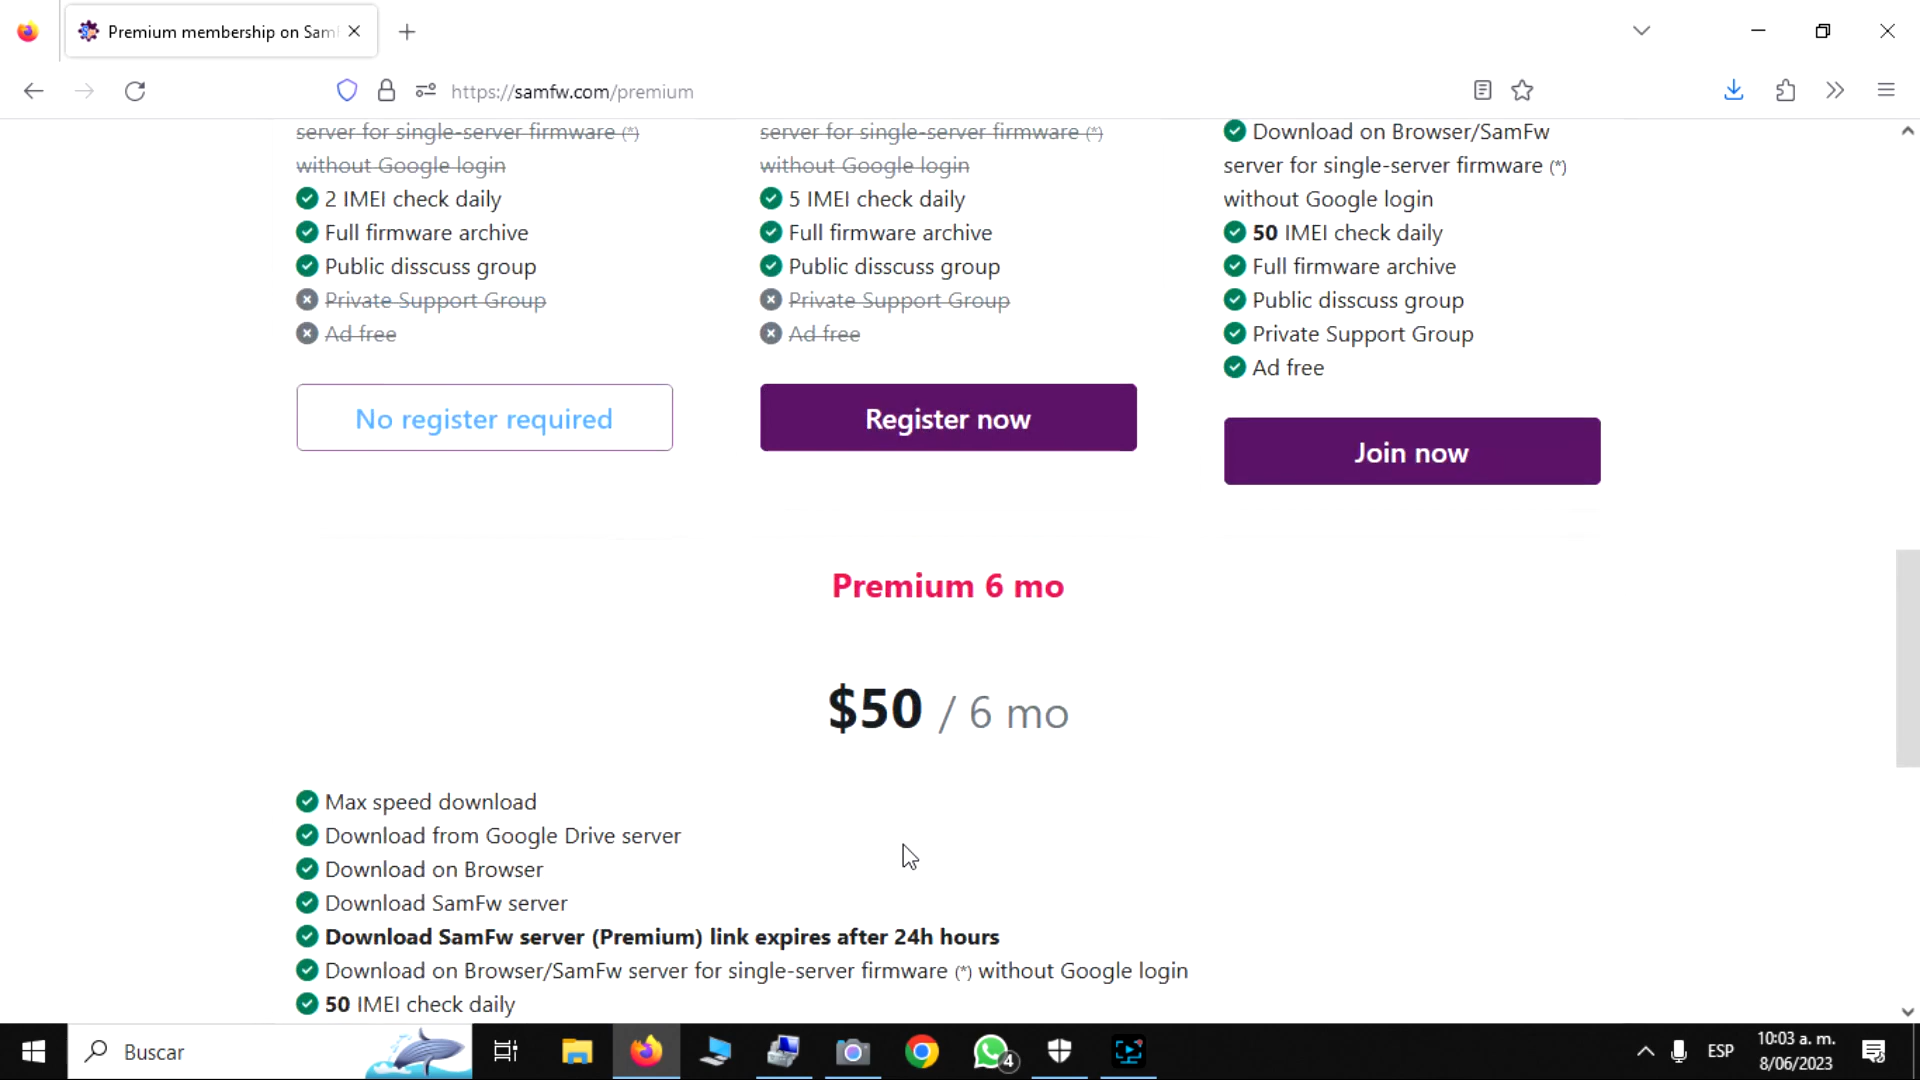 Premium membership on Sam
https://samfw.com/premium
server for single-server firmware (*)
without Google login
2 IMEI check daily
Full firmware archive
Public disscuss group
Private Support Group
Ad free
No register required
server for single-server firmware (*)
without Google login
5 IMEI check daily
Full firmware archive
Public disscuss group
Private Support Group
Ad free
Register now
Download on Browser/SamFw
server for single-server firmware (*)
without Google login
50 IMEI check daily
Full firmware archive
Public disscuss group
Private Support Group
Ad free
Join now
Premium 6 mo
$50 / 6 mo
Max speed download
Download from Google Drive server
Download on Browser
Download SamFw server
Download SamFw server (Premium) link expires after 24h hours
Download on Browser/SamFw server for single-server firmware (*) without Google login
50 IMEI check daily
Buscar
4
ESP
10:03 a. m.
8/06/2023